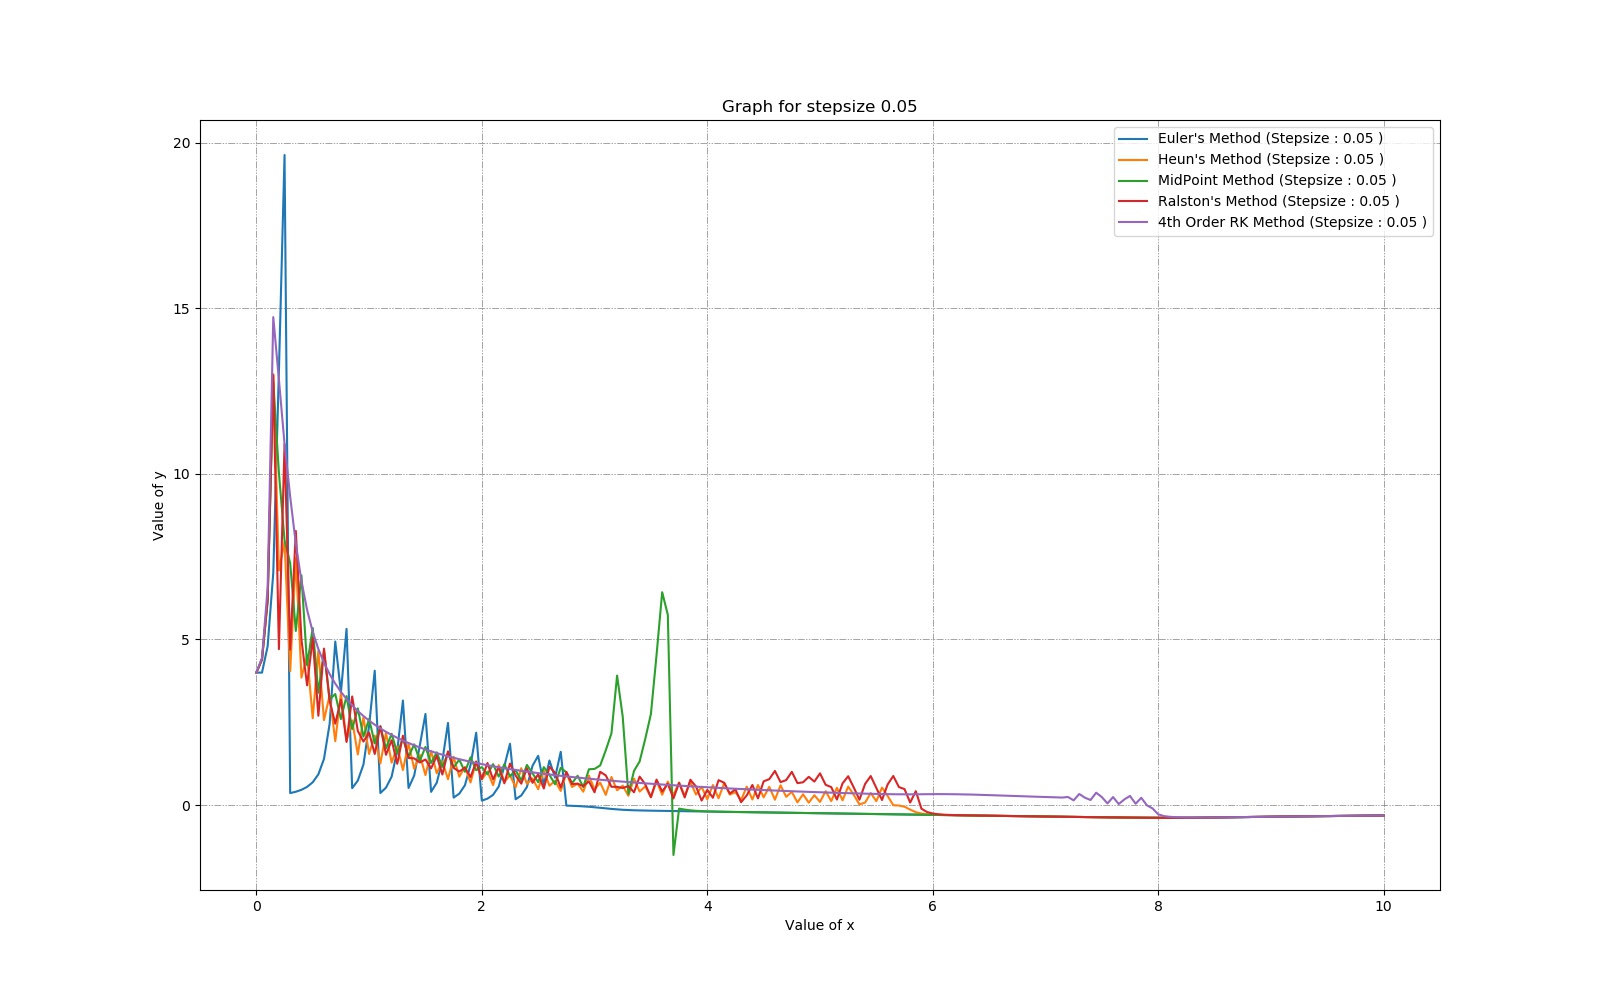 Graph for stepsize 0.05
Euler's Method (Stepsize : 0.05 )
Heun's Method (Stepsize : 0.05 )
MidPoint Method (Stepsize : 0.05 )
Ralston's Method (Stepsize : 0.05 )
4th Order RK Method (Stepsize : 0.05 )
20
15
10
5
0
Value of y
0 2 4 6 8 10
Value of x